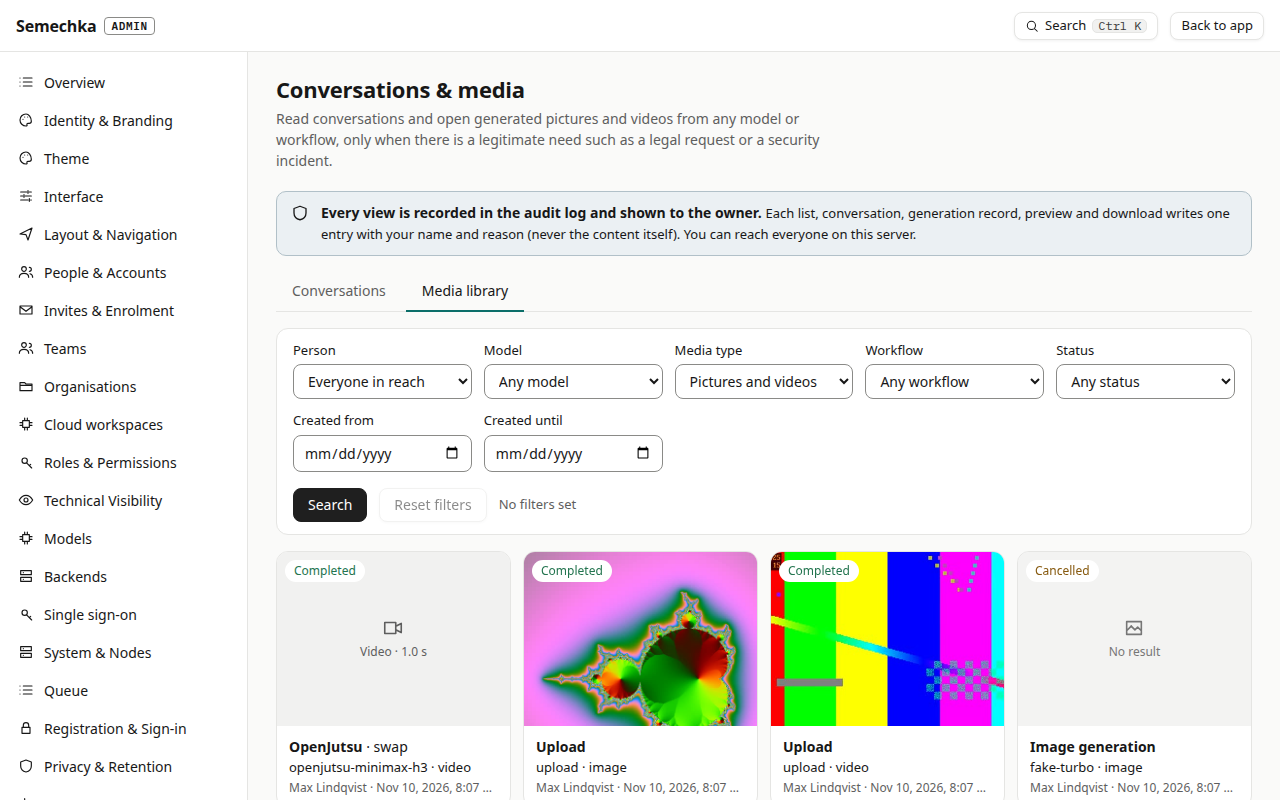 Semechka ADMIN
Search Ctrl K
Back to app
Overview
Identity & Branding
Theme
Interface
Layout & Navigation
People & Accounts
Invites & Enrolment
Teams
Organisations
Cloud workspaces
Roles & Permissions
Technical Visibility
Models
Backends
Single sign-on
System & Nodes
Queue
Registration & Sign-in
Privacy & Retention
Conversations & media
Read conversations and open generated pictures and videos from any model or
workflow, only when there is a legitimate need such as a legal request or a security
incident.
Every view is recorded in the audit log and shown to the owner. Each list, conversation, generation record, preview and download writes one
entry with your name and reason (never the content itself). You can reach everyone on this server.
Conversations
Media library
Person
Model
Media type
Workflow
Status
Everyone in reach
Any model
Pictures and videos
Any workflow
Any status
Created from
Created until
mm/dd/yyyy
mm/dd/yyyy
Search
Reset filters
No filters set
Completed
Video · 1.0 s
OpenJutsu · swap
openjutsu-minimax-h3 · video
Max Lindqvist · Nov 10, 2026, 8:07 ...
Completed
Upload
upload · image
Max Lindqvist · Nov 10, 2026, 8:07 ...
Completed
Upload
upload · video
Max Lindqvist · Nov 10, 2026, 8:07 ...
Cancelled
No result
Image generation
fake-turbo · image
Max Lindqvist · Nov 10, 2026, 8:07 ...